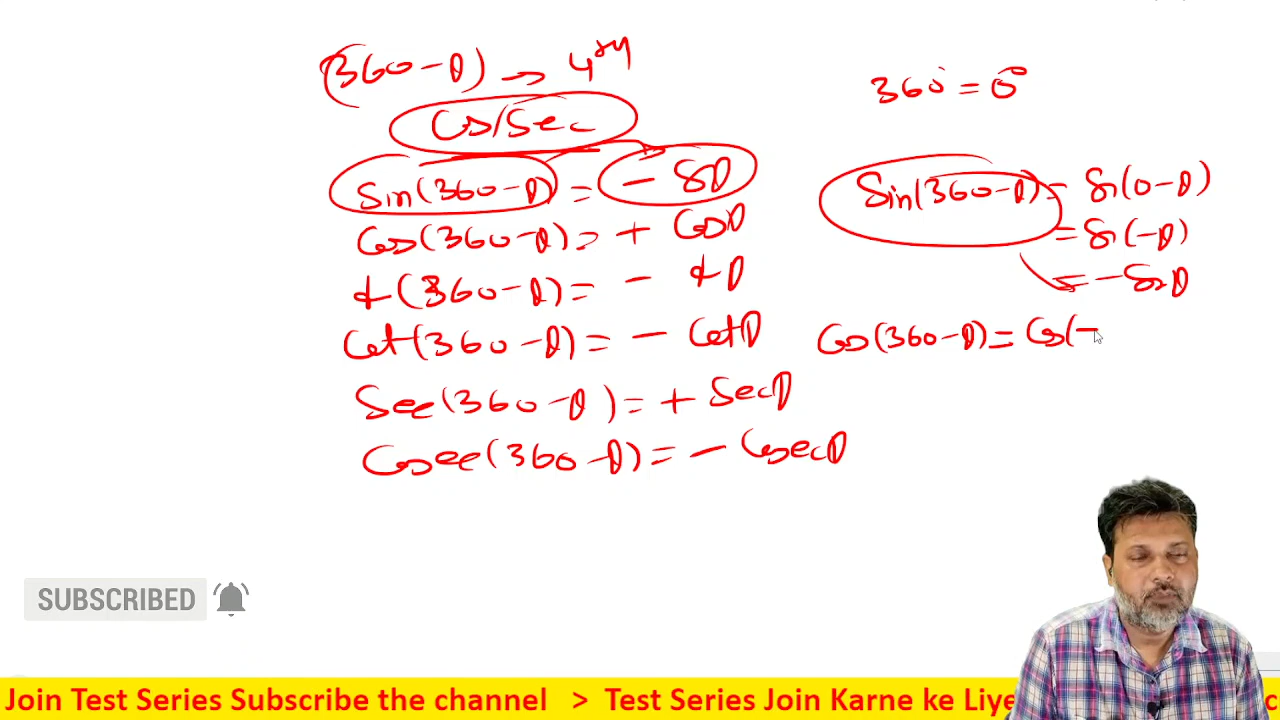 (360-θ) → 4th
Cos/Sec
Sin(360-θ) = - Sinθ
Cos(360-θ) = + Cosθ
t(360-θ) = - tθ
Cot(360-θ) = - Cotθ
Sec(360-θ) = + Secθ
Cosec(360-θ) = - Cosecθ
360° = 0°
Sin(360-θ) = Sin(0-θ)
= Sin(-θ)
= - Sinθ
Cos(360-θ) = Cos(-
SUBSCRIBED
Join Test Series Subscribe the channel > Test Series Join Karne ke Liye